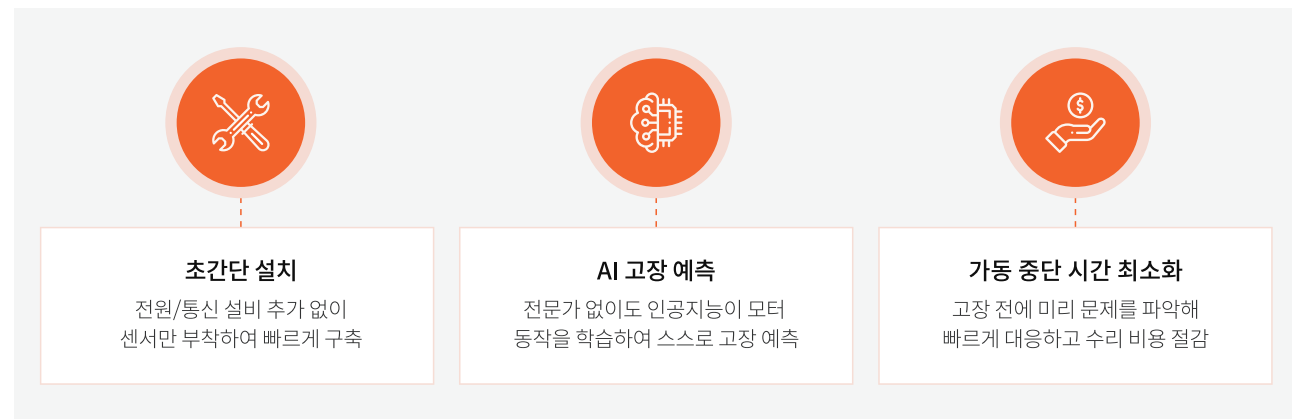 초간단 설치
전원/통신 설비 추가 없이
센서만 부착하여 빠르게 구축
AI 고장 예측
전문가 없이도 인공지능이 모터
동작을 학습하여 스스로 고장 예측
가동 중단 시간 최소화
고장 전에 미리 문제를 파악해
빠르게 대응하고 수리 비용 절감